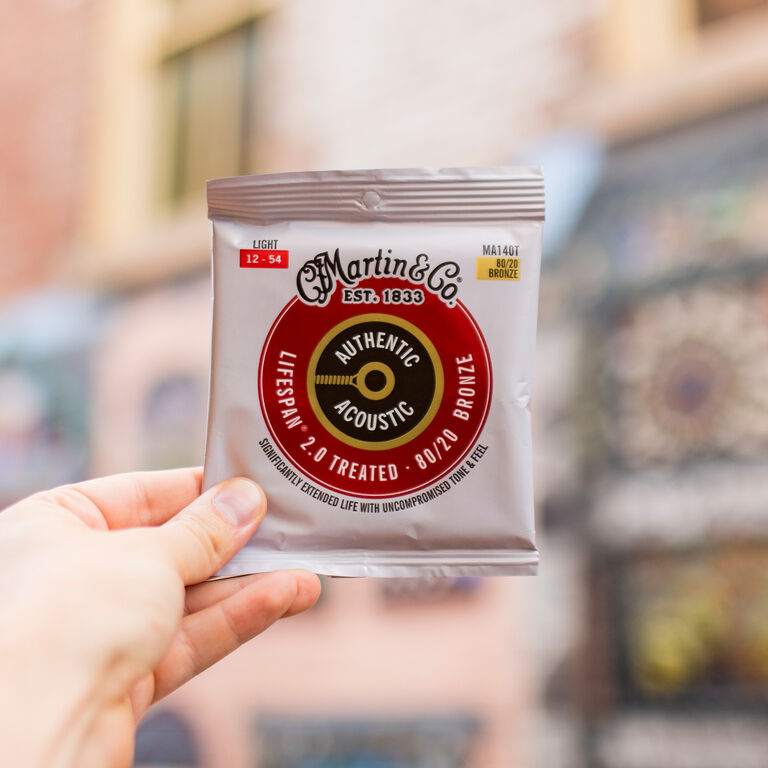 LIGHT
12 - 54
MA140T
80/20
BRONZE
CFMartin & Co.®
EST. 1833
AUTHENTIC
ACOUSTIC
LIFESPAN® 2.0 TREATED · 80/20 BRONZE
SIGNIFICANTLY EXTENDED LIFE WITH UNCOMPROMISED TONE & FEEL